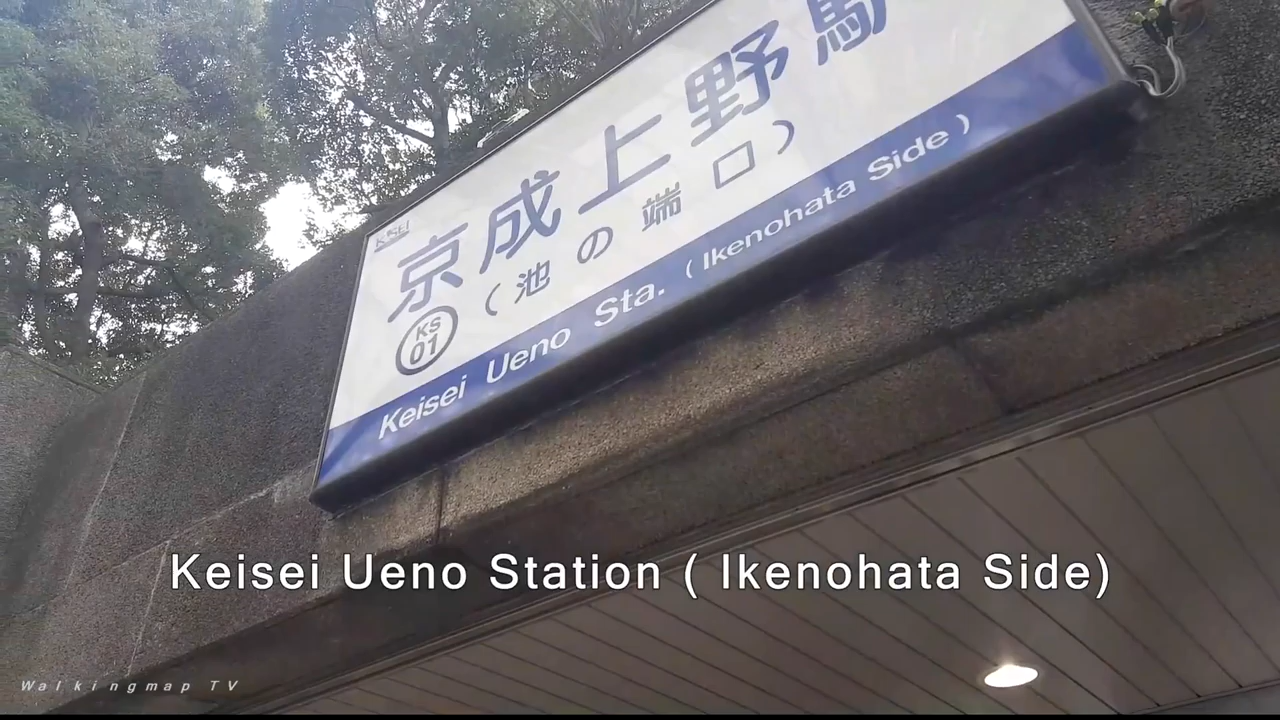 KEISEI
京成上野駅
(池の端口)
KS
01
Keisei Ueno Sta. (Ikenohata Side)
Keisei Ueno Station ( Ikenohata Side)
Walkingmap TV